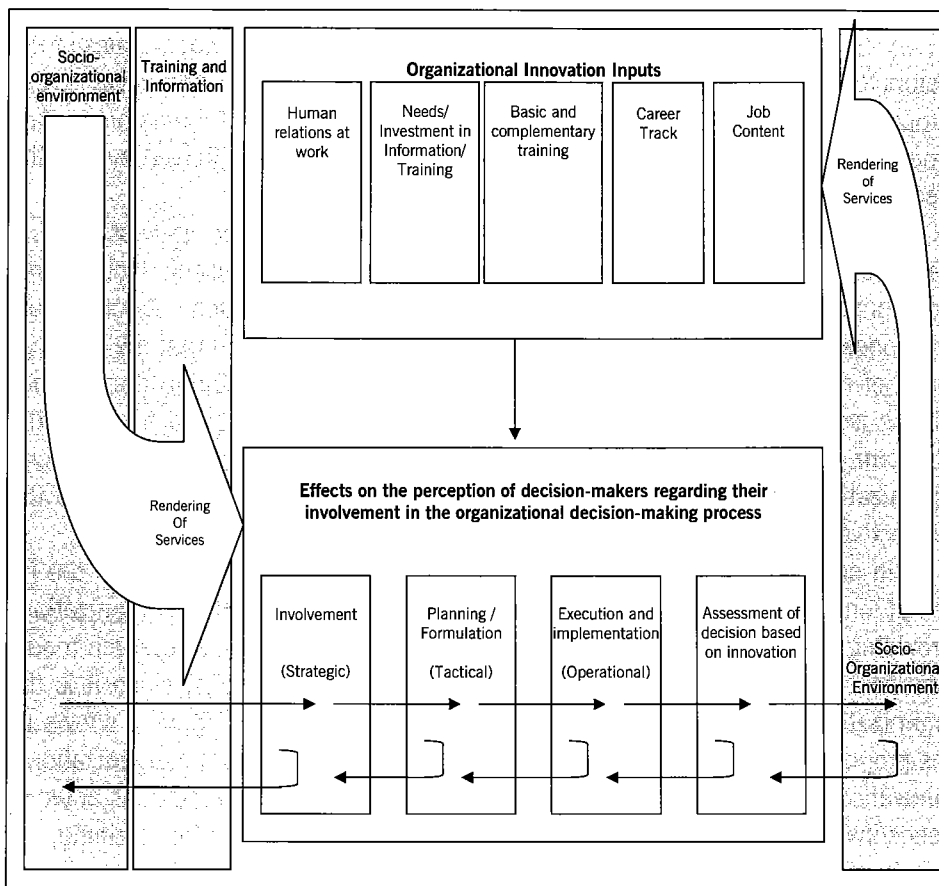 Socio-
organizational
environment
Training and
Information
Organizational Innovation Inputs
Human
relations at
work
Needs/
Investment in
Information/
Training
Basic and
complementary
training
Career
Track
Job
Content
Rendering
of
Services
Rendering
Of
Services
Effects on the perception of decision-makers regarding their
involvement in the organizational decision-making process
Involvement
(Strategic)
Planning /
Formulation
(Tactical)
Execution and
implementation
(Operational)
Assessment of
decision based
on innovation
Socio-
Organizational
Environment